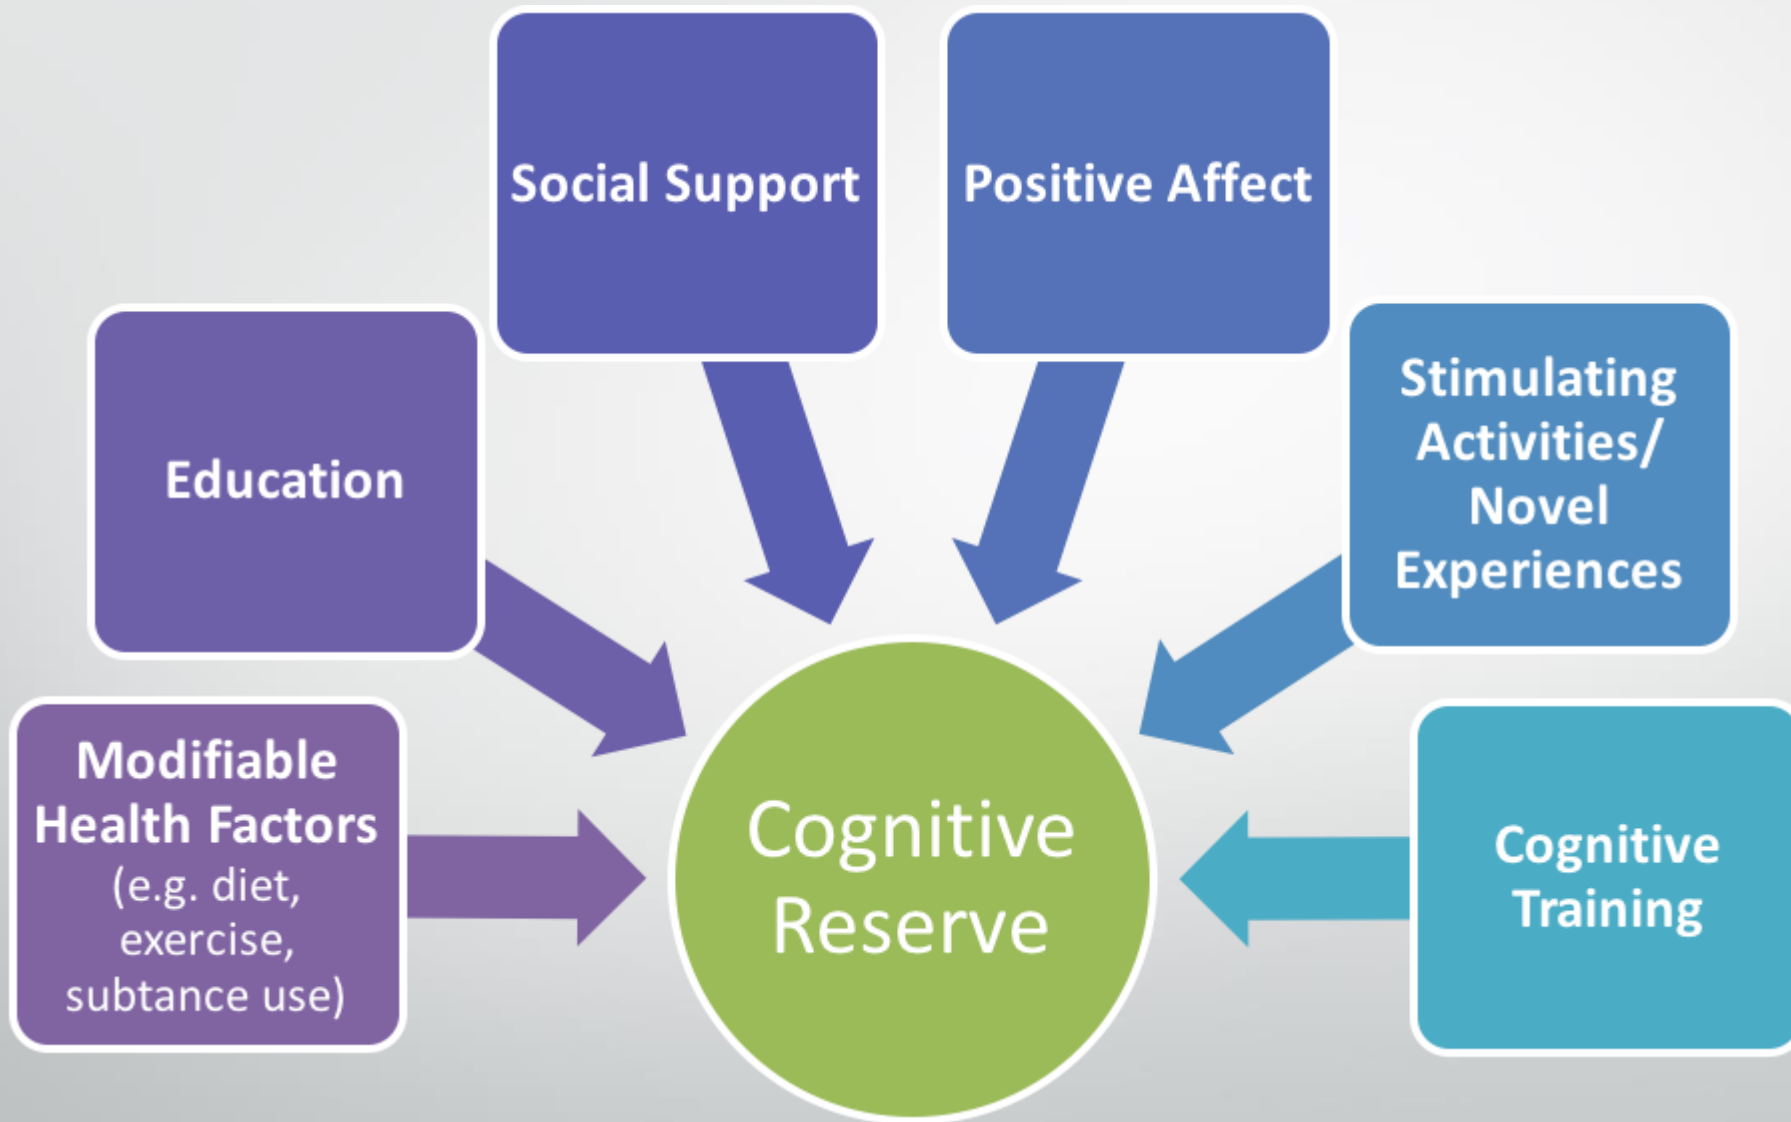 Social Support
Positive Affect
Education
Stimulating
Activities/
Novel
Experiences
Modifiable
Health Factors
(e.g. diet,
exercise,
subtance use)
Cognitive
Reserve
Cognitive
Training